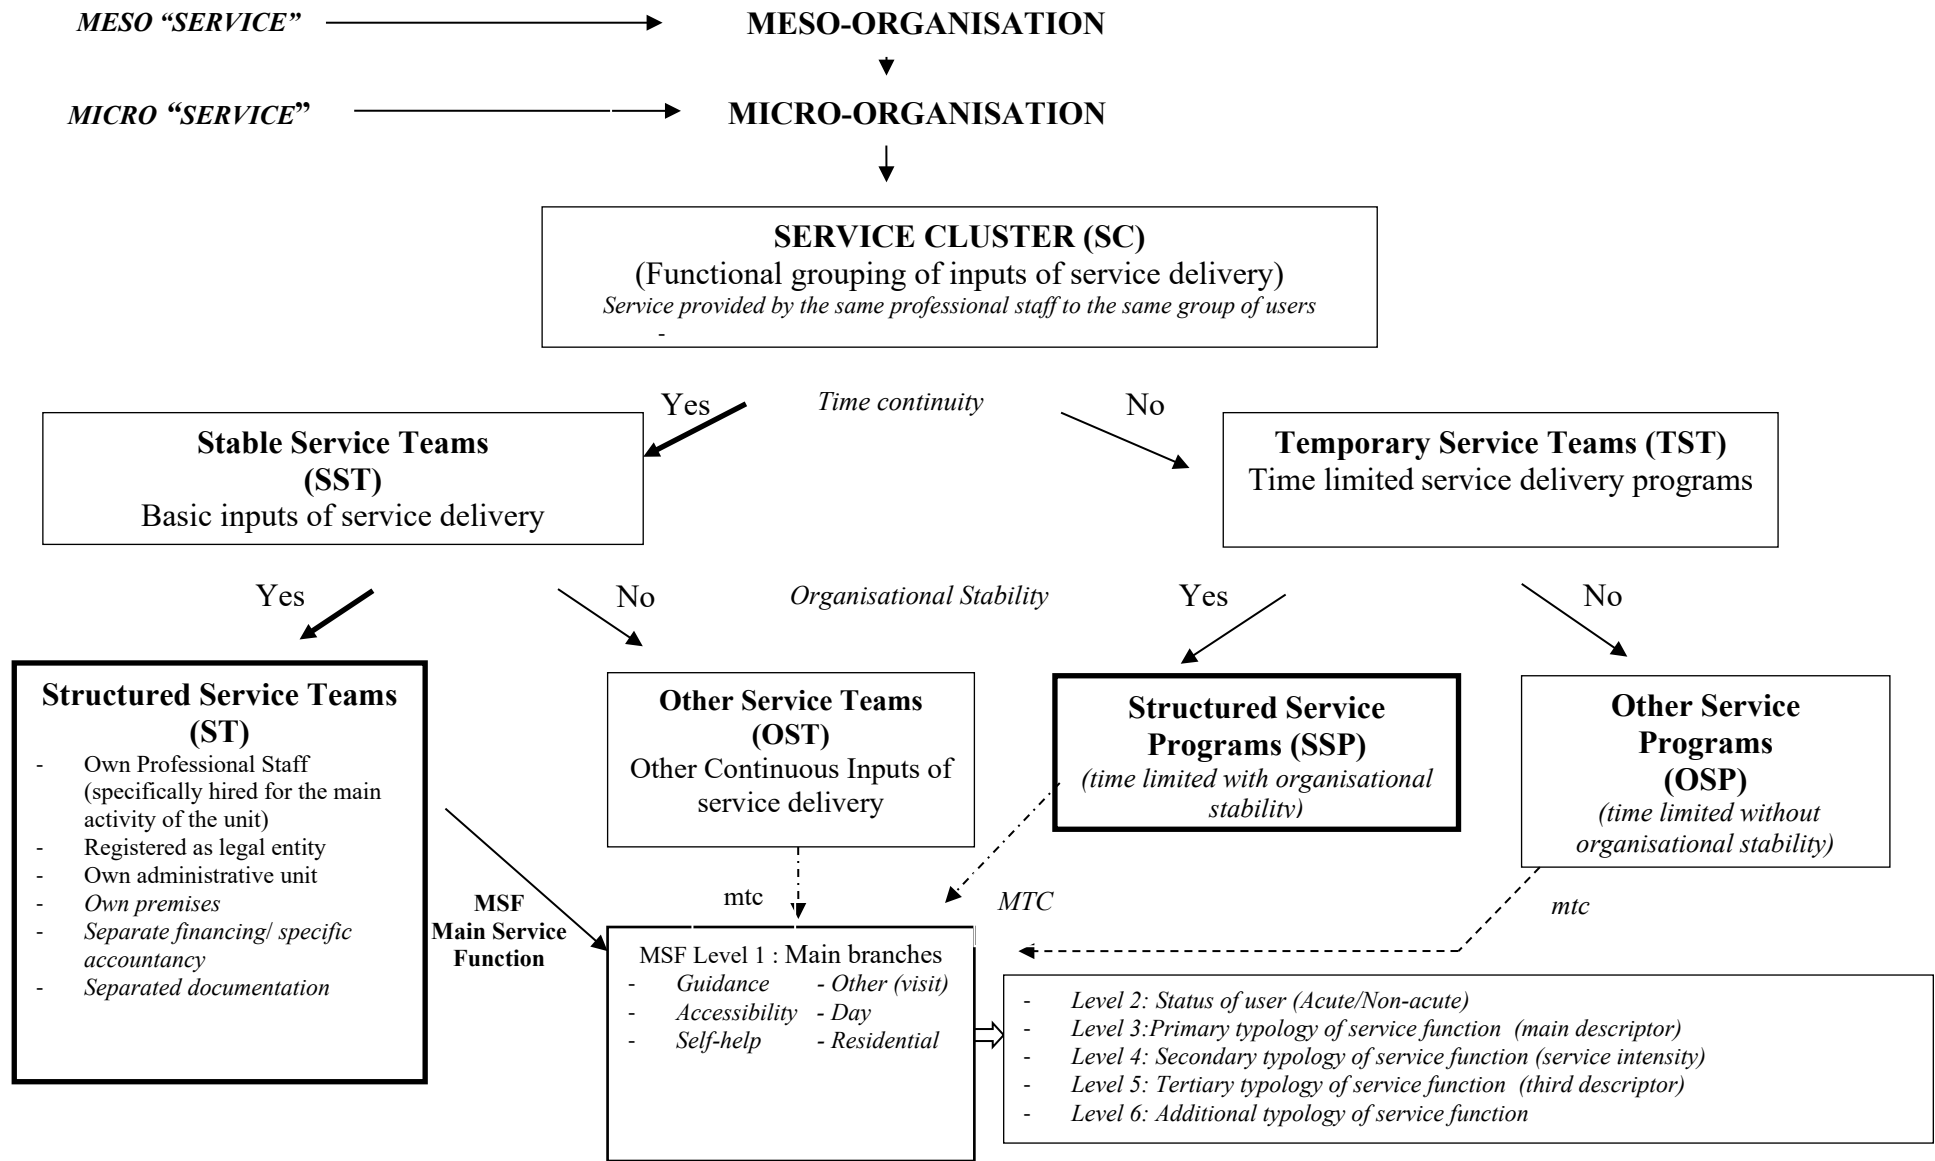 MESO “SERVICE”
MESO-ORGANISATION
MICRO “SERVICE”
MICRO-ORGANISATION
SERVICE CLUSTER (SC)
(Functional grouping of inputs of service delivery)
Service provided by the same professional staff to the same group of users
-
Yes
Time continuity
No
Stable Service Teams
(SST)
Basic inputs of service delivery
Temporary Service Teams (TST)
Time limited service delivery programs
Yes
No
Organisational Stability
Yes
No
Structured Service Teams
(ST)
- Own Professional Staff
(specifically hired for the main
activity of the unit)
- Registered as legal entity
- Own administrative unit
- Own premises
- Separate financing/ specific
accountancy
- Separated documentation
Other Service Teams
(OST)
Other Continuous Inputs of
service delivery
Structured Service
Programs (SSP)
(time limited with organisational
stability)
Other Service
Programs
(OSP)
(time limited without
organisational stability)
MSF
Main Service
Function
mtc
MTC
mtc
MSF Level 1 : Main branches
- Guidance - Other (visit)
- Accessibility - Day
- Self-help - Residential
- Level 2: Status of user (Acute/Non-acute)
- Level 3:Primary typology of service function (main descriptor)
- Level 4: Secondary typology of service function (service intensity)
- Level 5: Tertiary typology of service function (third descriptor)
- Level 6: Additional typology of service function